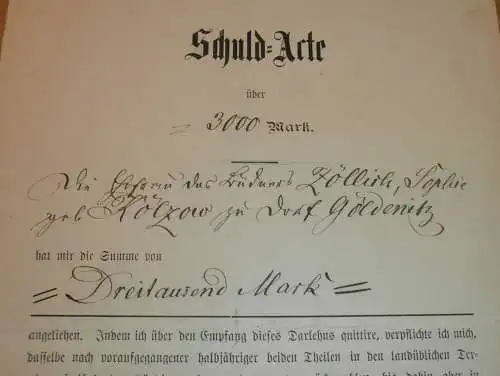 Schuld=Acte
über
= 3000 Mark.
Die Ehefrau des Büdners Zöllich, Sophie
geb Kölzow zu Dorf Göldenitz
hat mir die Summe von
= Dreitausend Mark =
angeliehen. Indem ich über den Empfang dieses Darlehns quittire, verpflichte ich mich,
dasselbe nach voraufgegangener halbjähriger beiden Theilen in den landüblichen Ter-